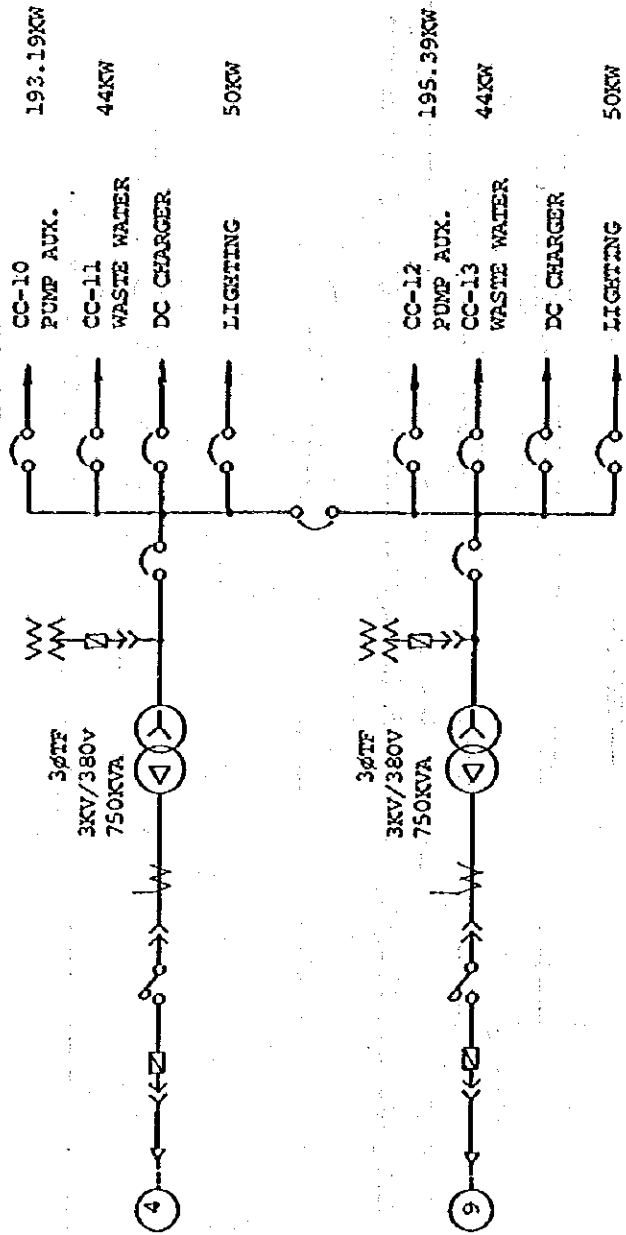 CC-10 193.19KW
PUMP AUX.
CC-11 44KW
WASTE WATER
DC CHARGER
LIGHTING 50KW
3øTF
3KV/380V
750KVA
4
CC-12 195.39KW
PUMP AUX.
CC-13 44KW
WASTE WATER
DC CHARGER
LIGHTING 50KW
3øTF
3KV/380V
750KVA
9